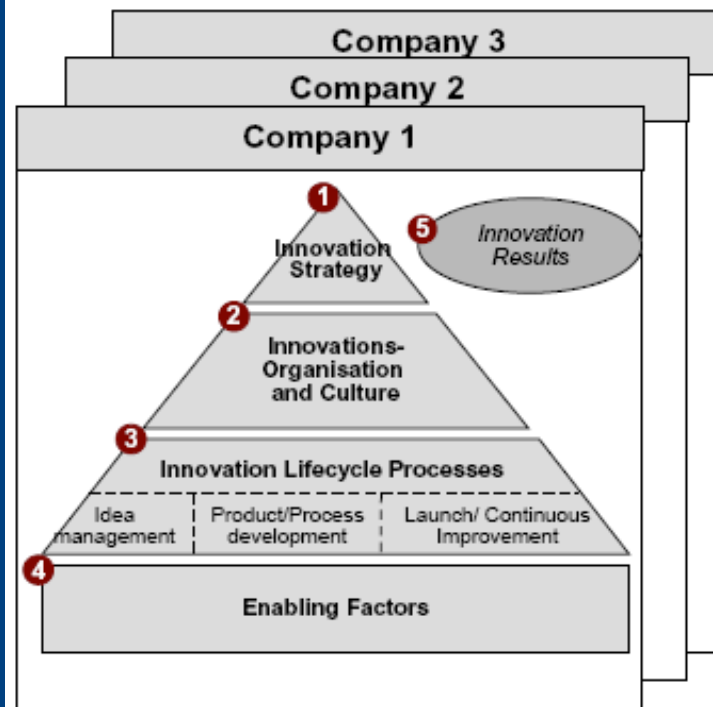 Company 3
Company 2
Company 1
1
Innovation
Strategy
5
Innovation
Results
2
Innovations-
Organisation
and Culture
3
Innovation Lifecycle Processes
Idea
management
Product/Process
development
Launch/ Continuous
Improvement
4
Enabling Factors